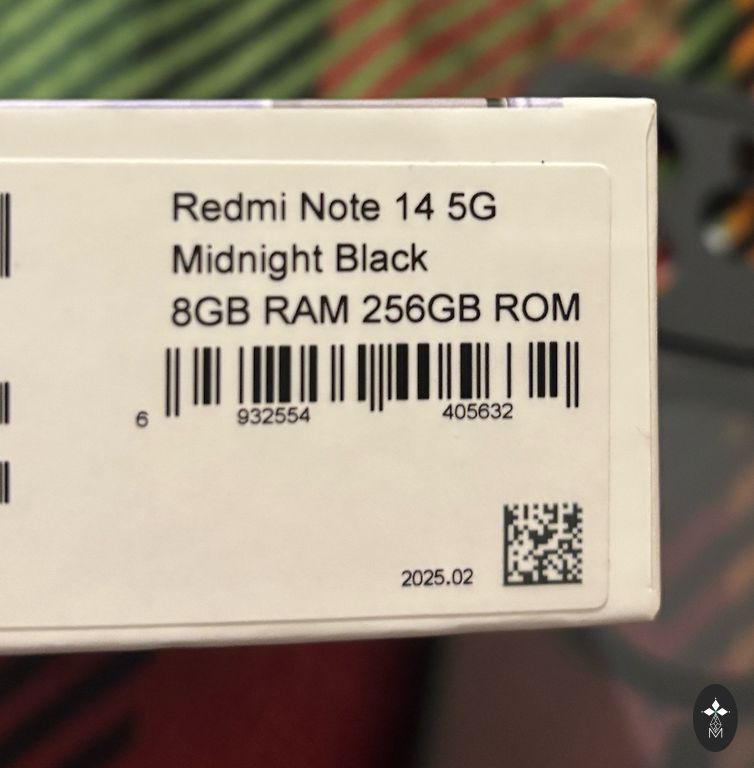 Redmi Note 14 5G
Midnight Black
8GB RAM 256GB ROM
6 932554 405632
2025.02
M